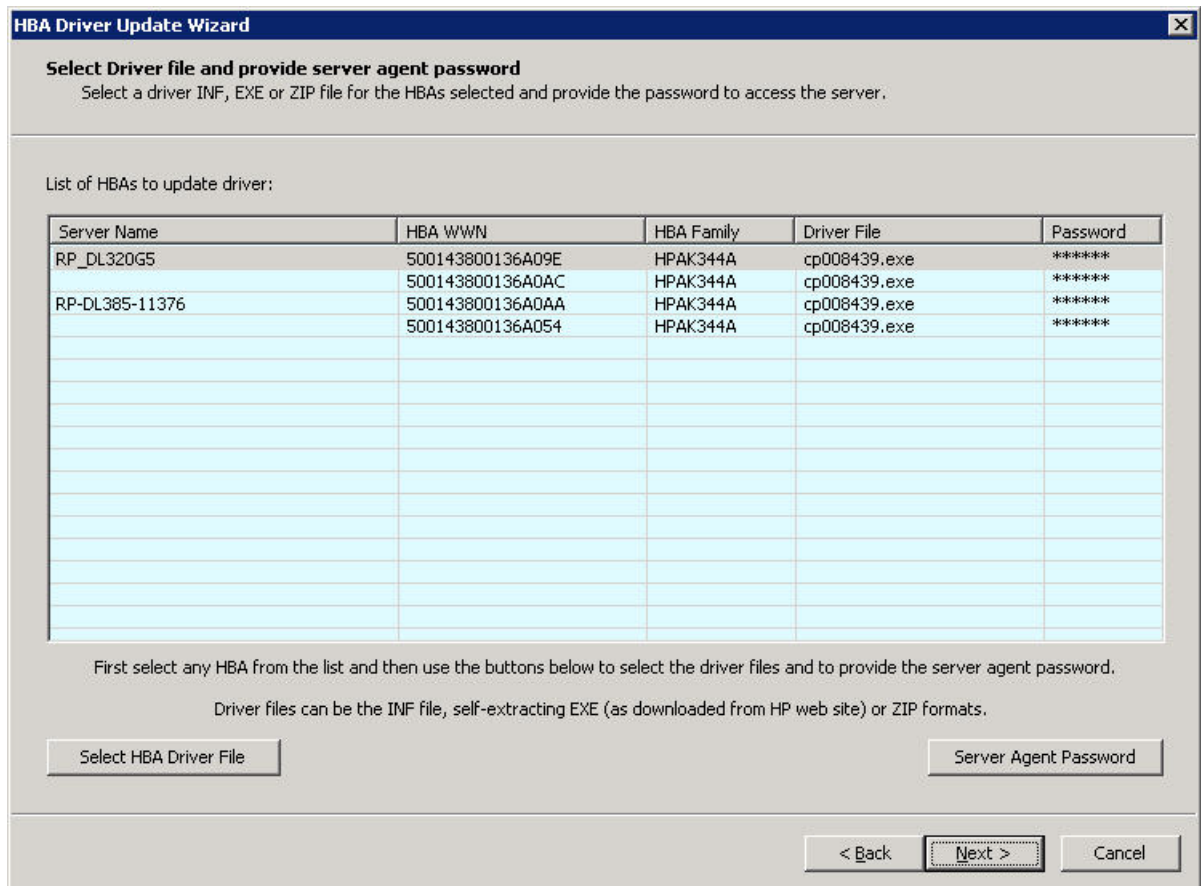 HBA Driver Update Wizard
Select Driver file and provide server agent password
Select a driver INF, EXE or ZIP file for the HBAs selected and provide the password to access the server.
List of HBAs to update driver:
Server Name HBA WWN HBA Family Driver File Password
RP_DL320G5 500143800136A09E HPAK344A cp008439.exe ******
500143800136A0AC HPAK344A cp008439.exe ******
RP-DL385-11376 500143800136A0AA HPAK344A cp008439.exe ******
500143800136A054 HPAK344A cp008439.exe ******
First select any HBA from the list and then use the buttons below to select the driver files and to provide the server agent password.
Driver files can be the INF file, self-extracting EXE (as downloaded from HP web site) or ZIP formats.
Select HBA Driver File Server Agent Password
< Back Next > Cancel